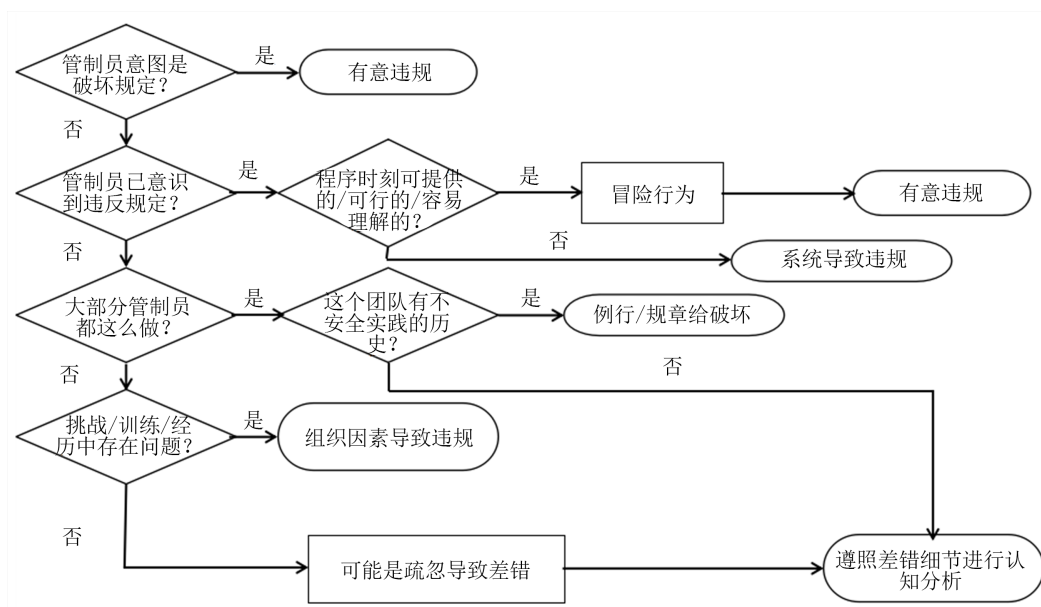 管制员意图是
破坏规定？
是
有意违规
否
管制员已意识
到违反规定？
是
程序时刻可提供
的/可行的/容易
理解的？
是
冒险行为
有意违规
否
系统导致违规
否
大部分管制员
都这么做？
是
这个团队有不
安全实践的历
史？
是
例行/规章给破坏
否
否
挑战/训练/经
历中存在问题？
是
组织因素导致违规
否
可能是疏忽导致差错
遵照差错细节进行认
知分析